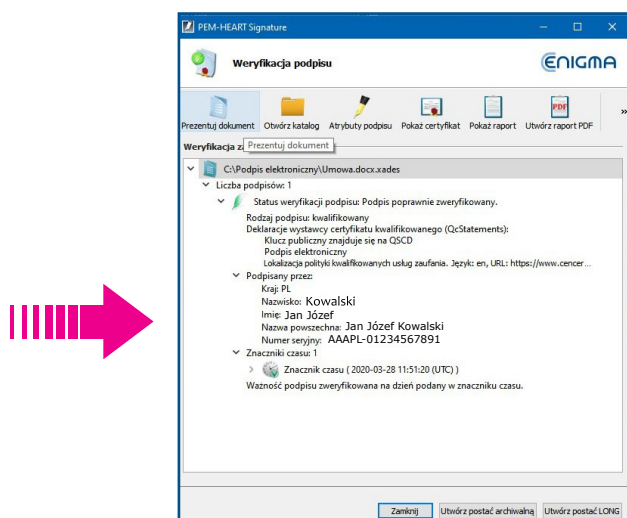 PEM-HEART Signature
Weryfikacja podpisu
ENIGMA
Prezentuj dokument Otwórz katalog Atrybuty podpisu Pokaż certyfikat Pokaż raport Utwórz raport PDF »
Weryfikacja Prezentuj dokument
C:\Podpis elektroniczny\Umowa.docx.xades
Liczba podpisów: 1
Status weryfikacji podpisu: Podpis poprawnie zweryfikowany.
Rodzaj podpisu: kwalifikowany
Deklaracje wystawcy certyfikatu kwalifikowanego (QcStatements):
Klucz publiczny znajduje się na QSCD
Podpis elektroniczny
Lokalizacja polityki kwalifikowanych usług zaufania. Język: en, URL: https://www.cencer...
Podpisany przez:
Kraj: PL
Nazwisko: Kowalski
Imię: Jan Józef
Nazwa powszechna: Jan Józef Kowalski
Numer seryjny: AAAPL-01234567891
Znaczniki czasu: 1
Znacznik czasu ( 2020-03-28 11:51:20 (UTC) )
Ważność podpisu zweryfikowana na dzień podany w znaczniku czasu.
Zamknij Utwórz postać archiwalną Utwórz postać LONG